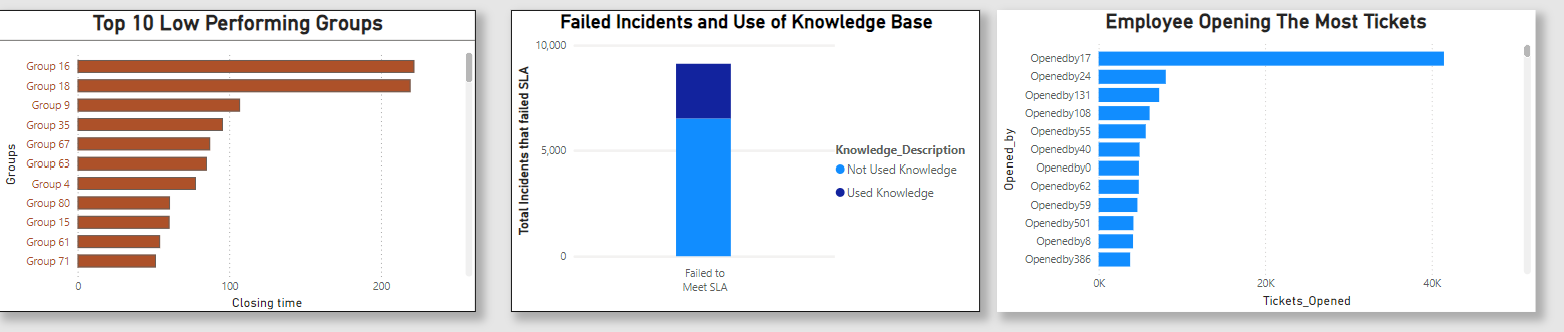 Top 10 Low Performing Groups
Groups
Group 16
Group 18
Group 9
Group 35
Group 67
Group 63
Group 4
Group 80
Group 15
Group 61
Group 71
0 100 200
Closing time
Failed Incidents and Use of Knowledge Base
Total Incidents that failed SLA
10,000
5,000
0
Failed to
Meet SLA
Knowledge_Description
Not Used Knowledge
Used Knowledge
Employee Opening The Most Tickets
Opened_by
Openedby17
Openedby24
Openedby131
Openedby108
Openedby55
Openedby40
Openedby0
Openedby62
Openedby59
Openedby501
Openedby8
Openedby386
0K 20K 40K
Tickets_Opened